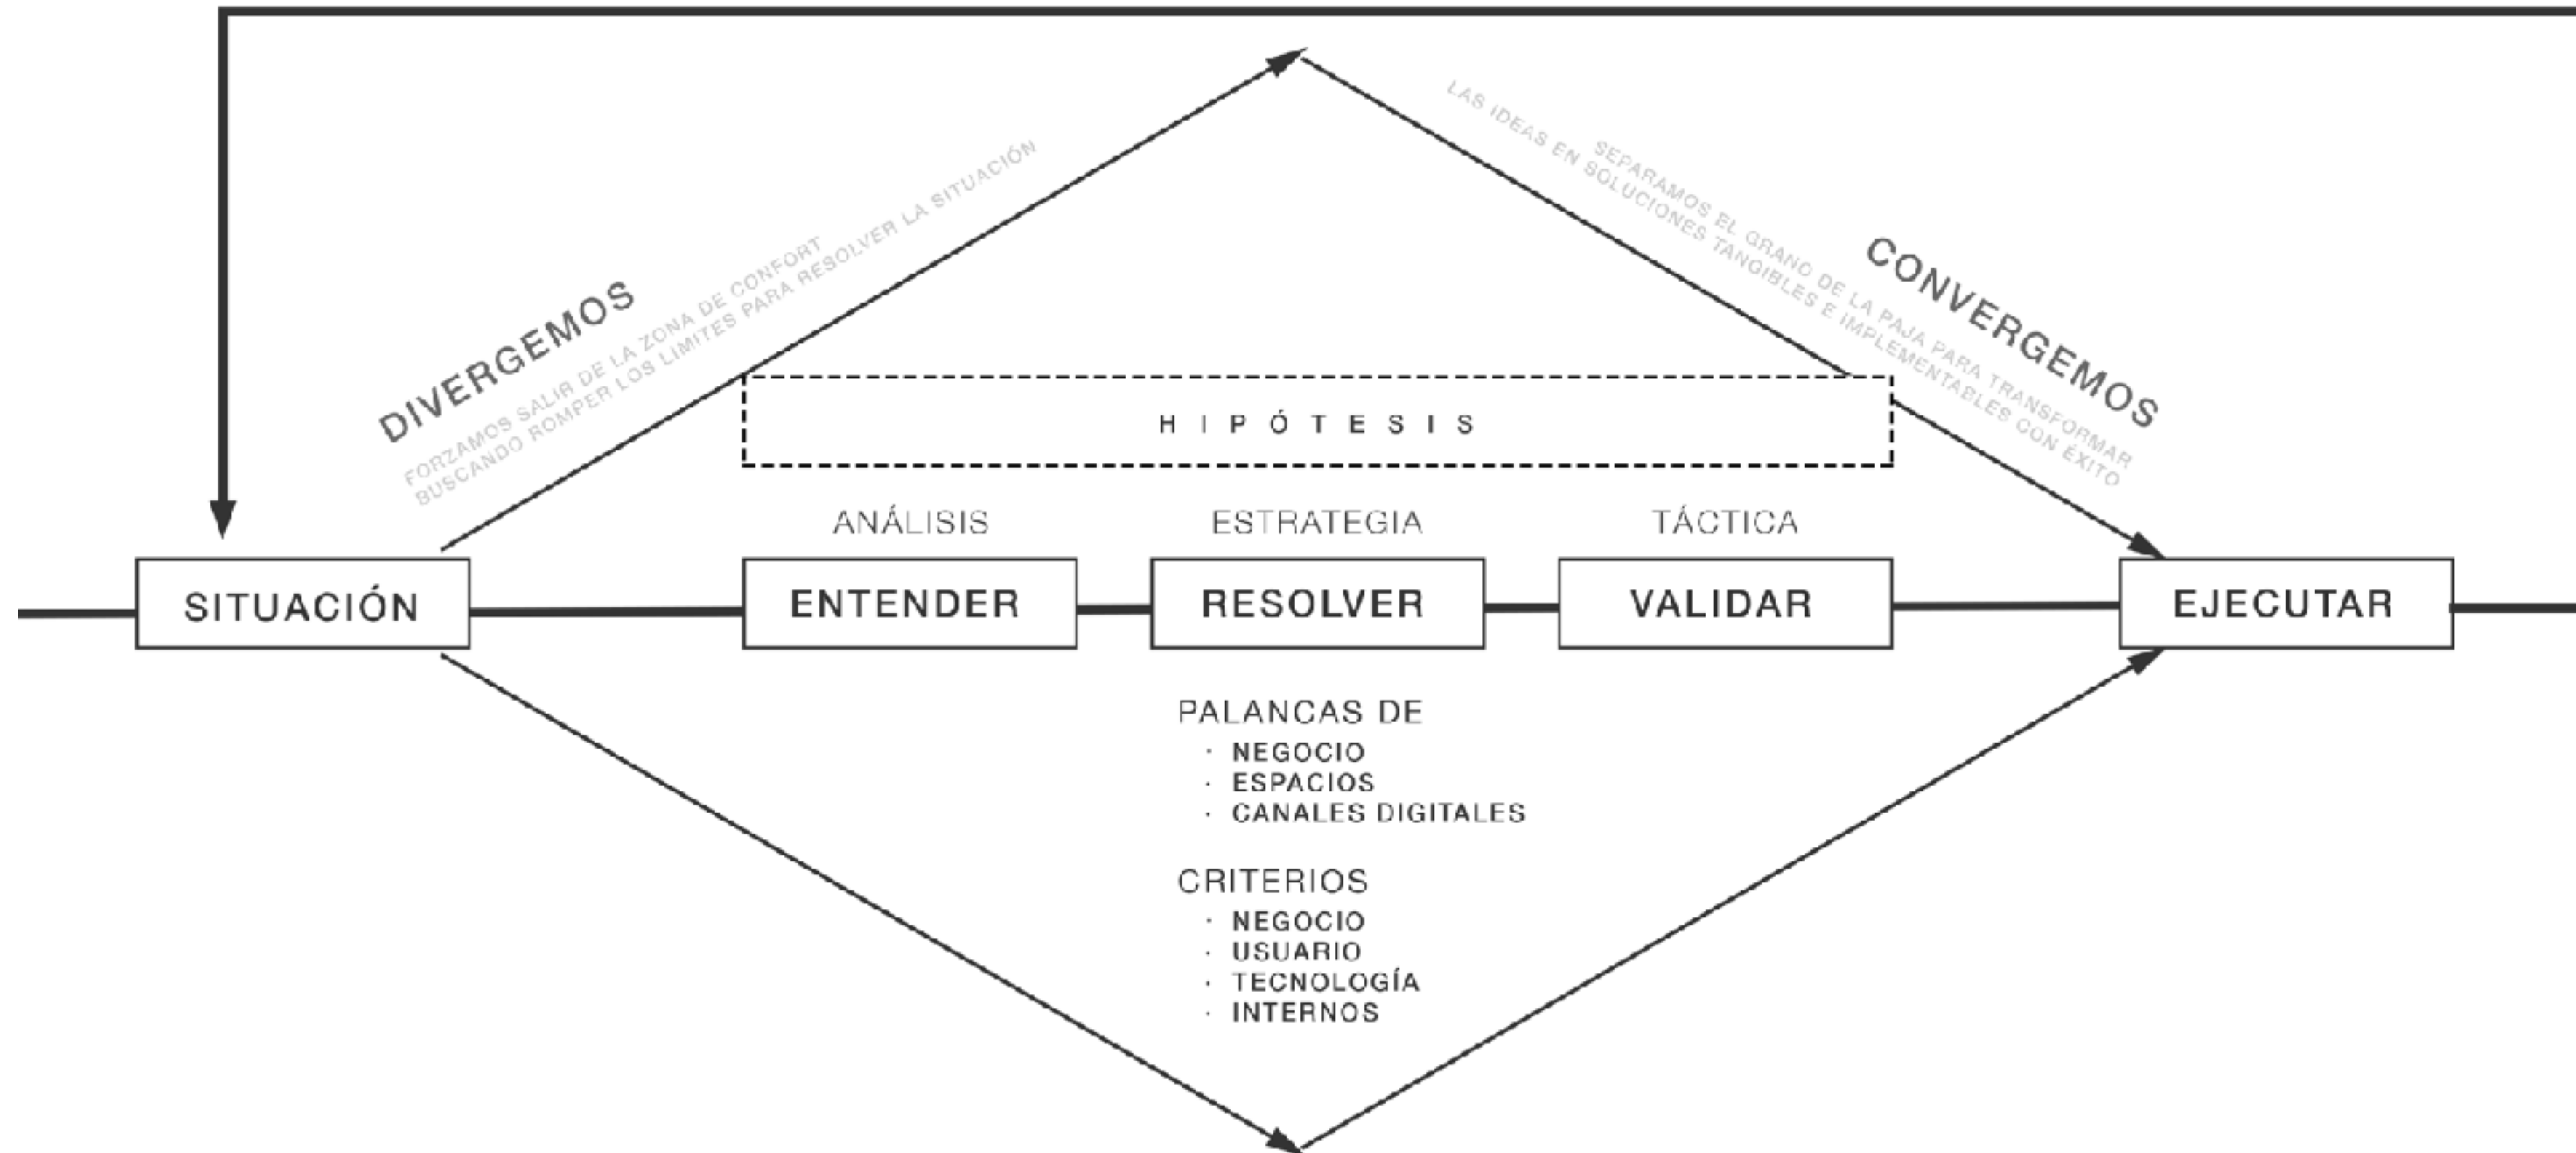 DIVERGEMOS
FORZAMOS SALIR DE LA ZONA DE CONFORT
BUSCANDO ROMPER LOS LÍMITES PARA RESOLVER LA SITUACIÓN
CONVERGEMOS
SEPARAMOS EL GRANO DE LA PAJA PARA TRANSFORMAR
LAS IDEAS EN SOLUCIONES TANGIBLES E IMPLEMENTABLES CON ÉXITO
HIPÓTESIS
ANÁLISIS
ESTRATEGIA
TÁCTICA
SITUACIÓN
ENTENDER
RESOLVER
VALIDAR
EJECUTAR
PALANCAS DE
· NEGOCIO
· ESPACIOS
· CANALES DIGITALES
CRITERIOS
· NEGOCIO
· USUARIO
· TECNOLOGÍA
· INTERNOS